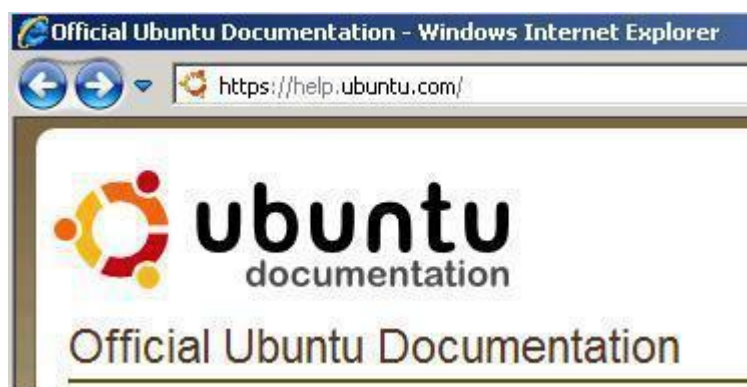 Official Ubuntu Documentation - Windows Internet Explorer
https://help.ubuntu.com/
ubuntu
documentation
Official Ubuntu Documentation